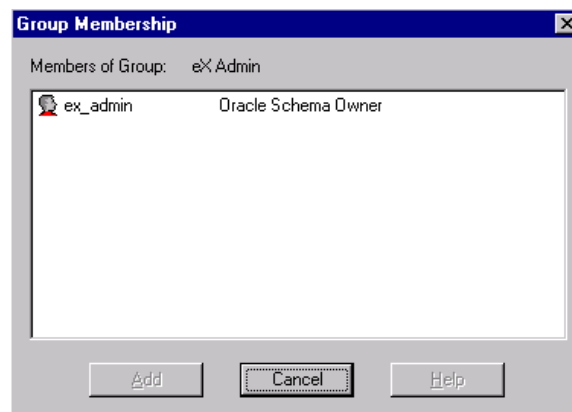 Group Membership
Members of Group: eX Admin
ex_admin Oracle Schema Owner
Add Cancel Help